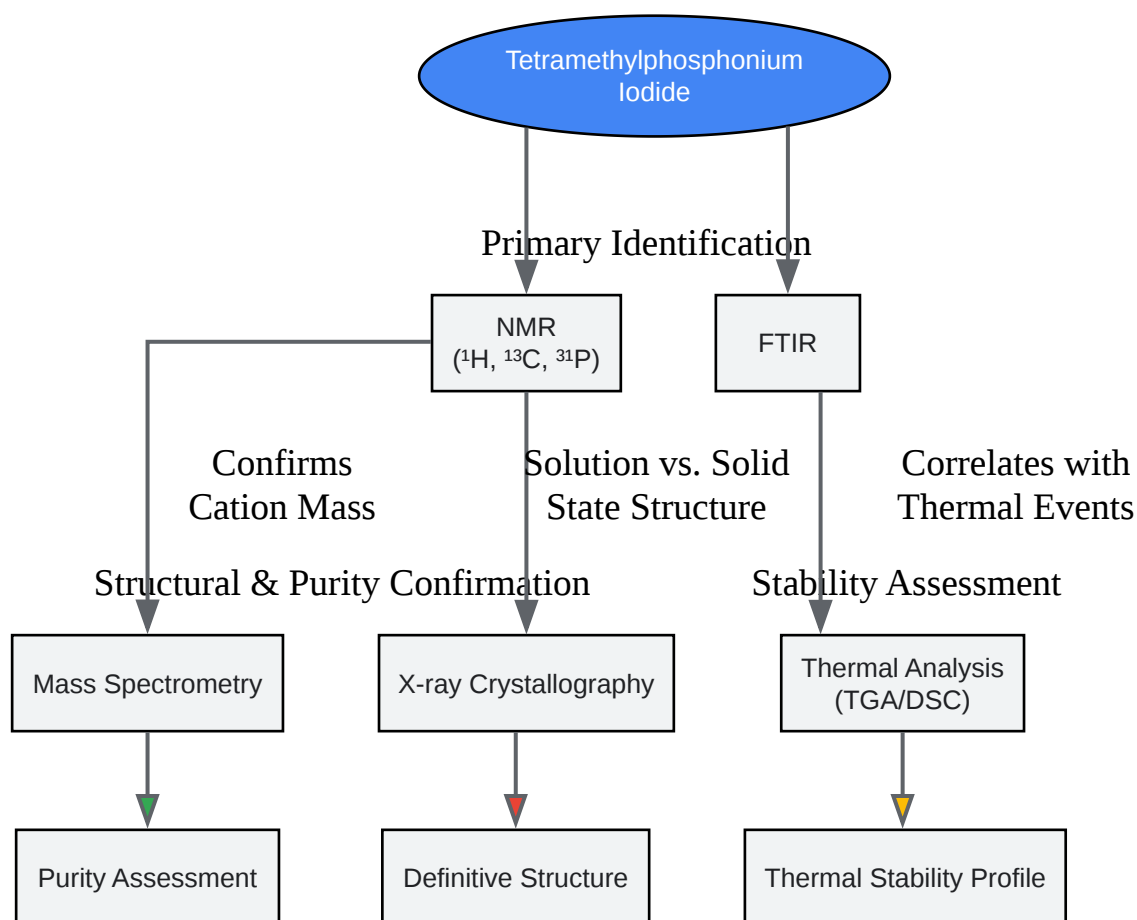 Tetramethylphosphonium
Iodide
Primary Identification
NMR
(¹H, ¹³C, ³¹P)
FTIR
Confirms
Cation Mass
Solution vs. Solid
State Structure
Correlates with
Thermal Events
Structural & Purity Confirmation
Stability Assessment
Mass Spectrometry
X-ray Crystallography
Thermal Analysis
(TGA/DSC)
Purity Assessment
Definitive Structure
Thermal Stability Profile